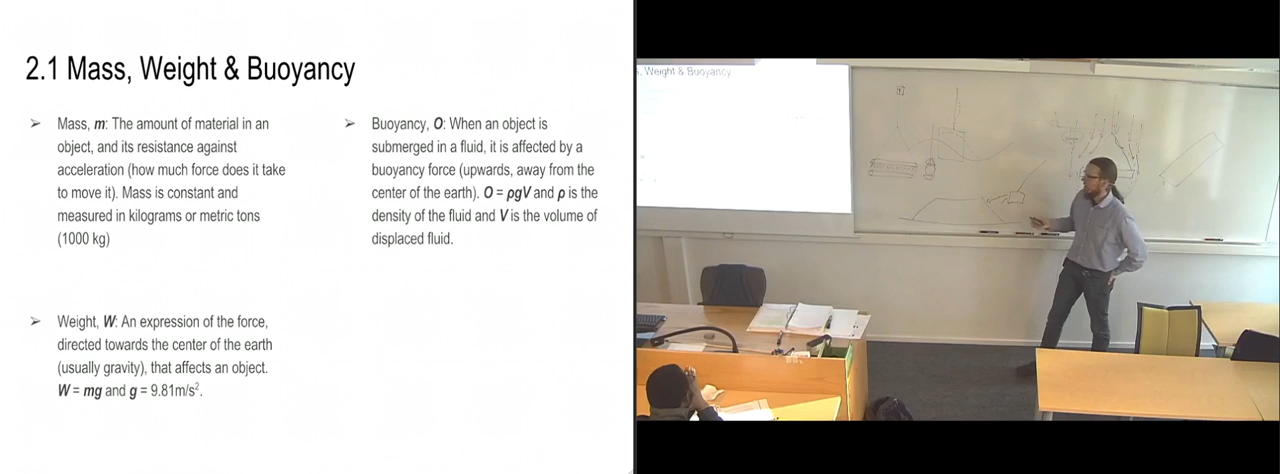 2.1 Mass, Weight & Buoyancy
➢ Mass, m: The amount of material in an
object, and its resistance against
acceleration (how much force does it take
to move it). Mass is constant and
measured in kilograms or metric tons
(1000 kg)
➢ Weight, W: An expression of the force,
directed towards the center of the earth
(usually gravity), that affects an object.
W = mg and g = 9.81m/s².
➢ Buoyancy, O: When an object is
submerged in a fluid, it is affected by a
buoyancy force (upwards, away from the
center of the earth). O = ρgV and ρ is the
density of the fluid and V is the volume of
displaced fluid.
, Weight & Buoyancy